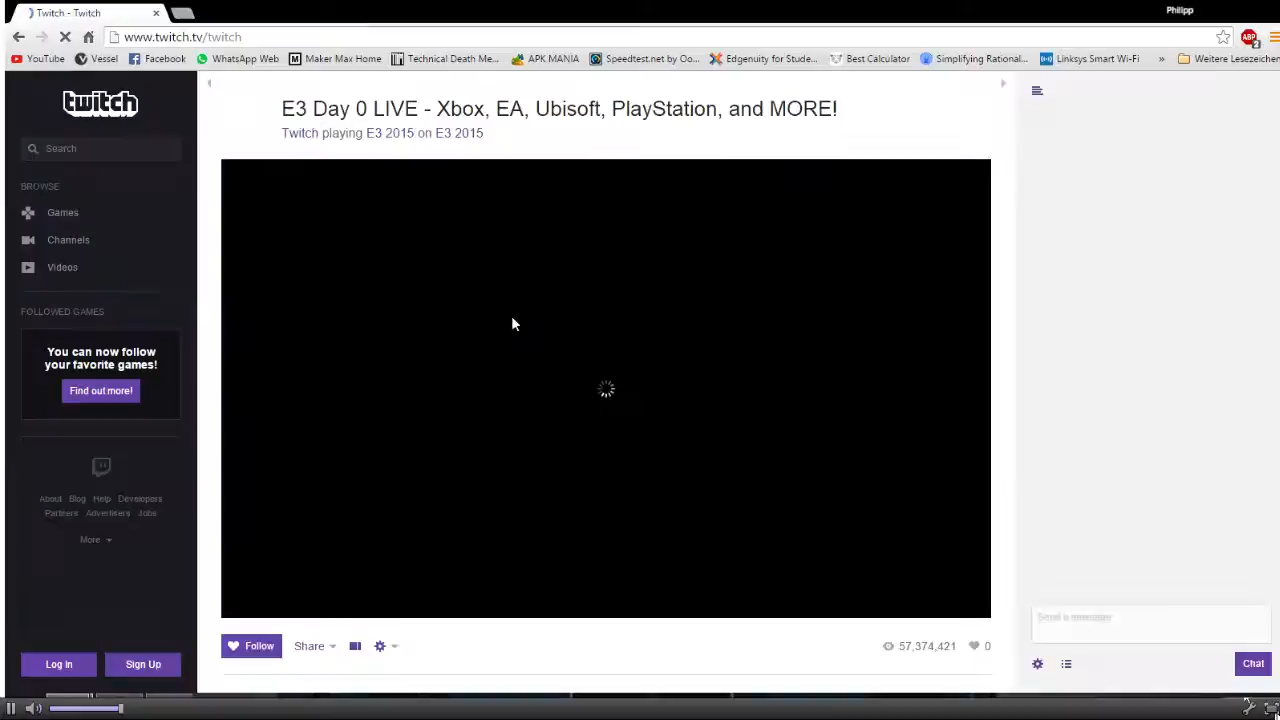 Philipp
Twitch - Twitch
www.twitch.tv/twitch
ABP
2
YouTube
Vessel
Facebook
WhatsApp Web
Maker Max Home
Technical Death Me...
APK MANIA
Speedtest.net by Oo...
Edgenuity for Stude...
Best Calculator
Simplifying Rational...
Linksys Smart Wi-Fi
»
Weitere Lesezeichen
twitch
Search
BROWSE
Games
Channels
Videos
FOLLOWED GAMES
You can now follow
your favorite games!
Find out more!
About Blog Help Developers
Partners Advertisers Jobs
More
Log In
Sign Up
E3 Day 0 LIVE - Xbox, EA, Ubisoft, PlayStation, and MORE!
Twitch playing E3 2015 on E3 2015
Follow
Share
57,374,421
0
Send a message
Chat